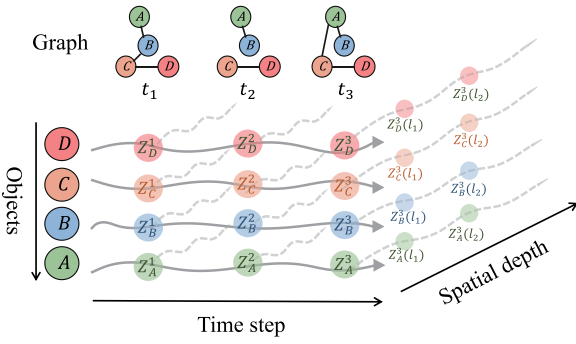 Graph
A
B
C D
t₁
A
B
C D
t₂
A
B
C D
t₃
Objects
D Z_D^1 Z_D^2 Z_D^3 Z_D^3(l₁) Z_D^3(l₂)
C Z_C^1 Z_C^2 Z_C^3 Z_C^3(l₁) Z_C^3(l₂)
B Z_B^1 Z_B^2 Z_B^3 Z_B^3(l₁) Z_B^3(l₂)
A Z_A^1 Z_A^2 Z_A^3 Z_A^3(l₁) Z_A^3(l₂)
Time step
Spatial depth